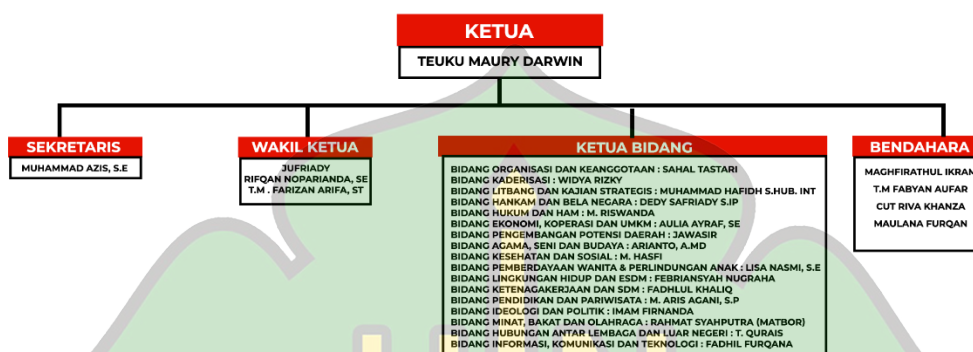 KETUA
TEUKU MAURY DARWIN
SEKRETARIS
MUHAMMAD AZIS, S.E
WAKIL KETUA
JUFRIADY
RIFQAN NOPARIANDA, SE
T.M . FARIZAN ARIFA, ST
KETUA BIDANG
BIDANG ORGANISASI DAN KEANGGOTAAN : SAHAL TASTARI
BIDANG KADERISASI : WIDYA RIZKY
BIDANG LITBANG DAN KAJIAN STRATEGIS : MUHAMMAD HAFIDH S.HUB. INT
BIDANG HANKAM DAN BELA NEGARA : DEDY SAFRIADY S.IP
BIDANG HUKUM DAN HAM : M. RISWANDA
BIDANG EKONOMI, KOPERASI DAN UMKM : AULIA AYRAF, SE
BIDANG PENGEMBANGAN POTENSI DAERAH : JAWASIR
BIDANG AGAMA, SENI DAN BUDAYA : ARIANTO, A.MD
BIDANG KESEHATAN DAN SOSIAL : M. HASFI
BIDANG PEMBERDAYAAN WANITA & PERLINDUNGAN ANAK : LISA NASMI, S.E
BIDANG LINGKUNGAN HIDUP DAN ESDM : FEBRIANSYAH NUGRAHA
BIDANG KETENAGAKERJAAN DAN SDM : FADHLUL KHALIQ
BIDANG PENDIDIKAN DAN PARIWISATA : M. ARIS AGANI, S.P
BIDANG IDEOLOGI DAN POLITIK : IMAM FIRNANDA
BIDANG MINAT, BAKAT DAN OLAHRAGA : RAHMAT SYAHPUTRA (MATBOR)
BIDANG HUBUNGAN ANTAR LEMBAGA DAN LUAR NEGERI : T. QURAIS
BIDANG INFORMASI, KOMUNIKASI DAN TEKNOLOGI : FADHIL FURQANA
BENDAHARA
MAGHFIRATHUL IKRAM
T.M FABYAN AUFAR
CUT RIVA KHANZA
MAULANA FURQAN